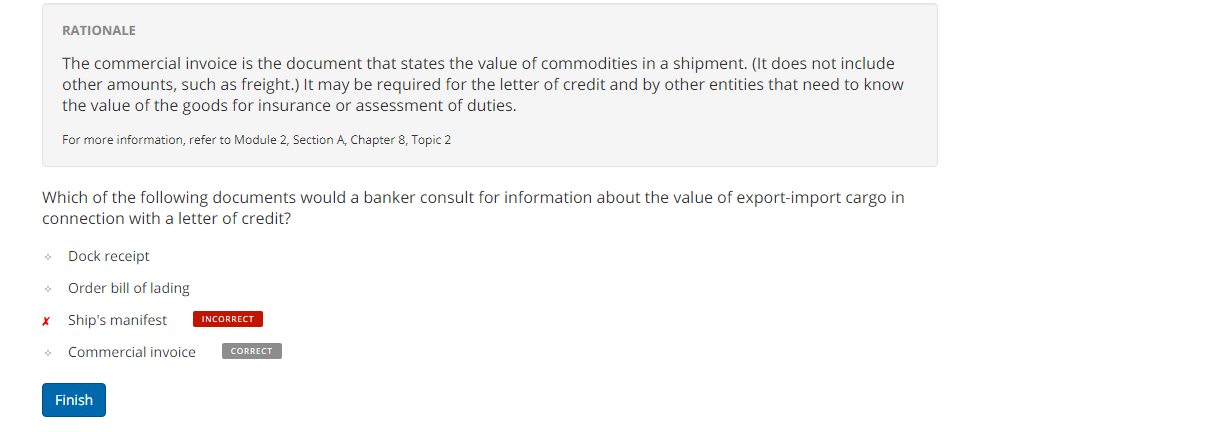 RATIONALE
The commercial invoice is the document that states the value of commodities in a shipment. (It does not include
other amounts, such as freight.) It may be required for the letter of credit and by other entities that need to know
the value of the goods for insurance or assessment of duties.
For more information, refer to Module 2, Section A, Chapter 8, Topic 2
Which of the following documents would a banker consult for information about the value of export-import cargo in
connection with a letter of credit?
Dock receipt
Order bill of lading
✗ Ship's manifest INCORRECT
Commercial invoice CORRECT
Finish